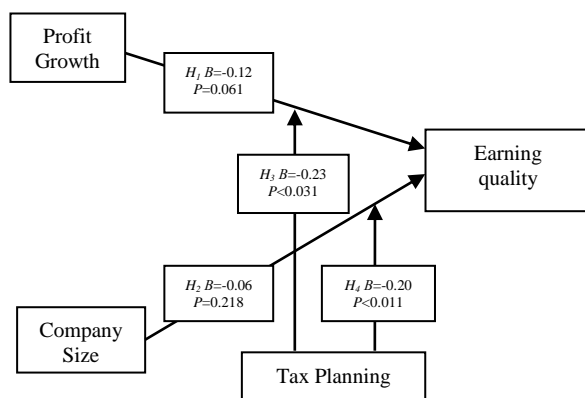 Profit
Growth
H₁ B=-0.12
P=0.061
Earning
quality
H₃ B=-0.23
P<0.031
H₂ B=-0.06
P=0.218
H₄ B=-0.20
P<0.011
Company
Size
Tax Planning